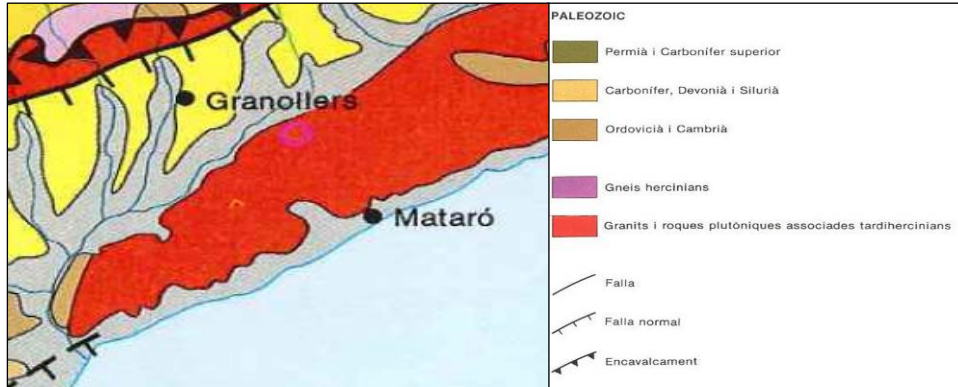 Granollers
Mataró
PALEOZOIC
Permià i Carbonífer superior
Carbonífer, Devonià i Silurià
Ordovicià i Cambrià
Gneis hercinians
Granits i roques plutòniques associades tardihercinians
Falla
Falla normal
Encavalcament